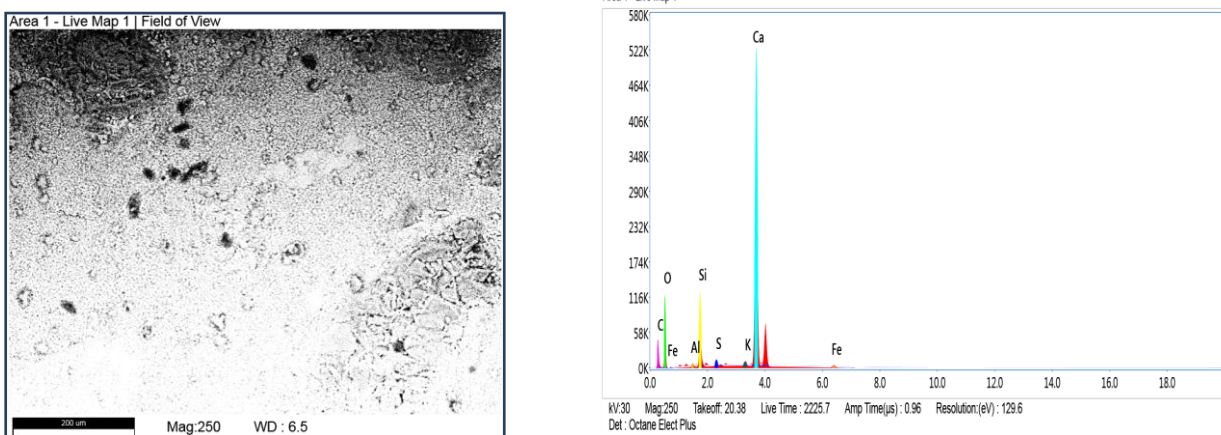 Area 1 - Live Map 1 | Field of View
200 um
Mag:250 WD : 6.5
580K
522K
464K
406K
348K
290K
232K
174K
116K
58K
0K
Ca
O
Si
C
Fe
Al
S
K
Fe
0.0 2.0 4.0 6.0 8.0 10.0 12.0 14.0 16.0 18.0
kV:30 Mag:250 Takeoff: 20.38 Live Time : 2225.7 Amp Time(µs) : 0.96 Resolution:(eV) : 129.6
Det : Octane Elect Plus